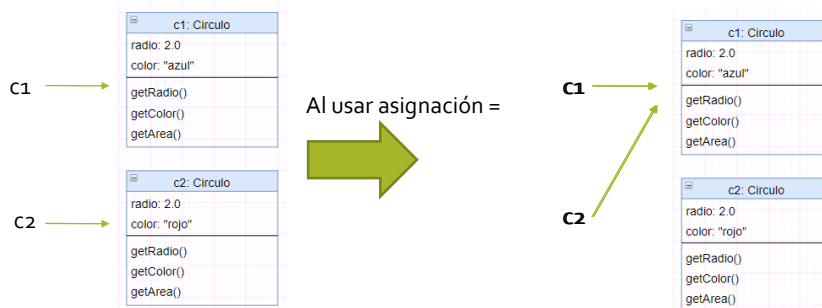 c1: Circulo
radio: 2.0
color: "azul"
getRadio()
getColor()
getArea()
C1
c2: Circulo
radio: 2.0
color: "rojo"
getRadio()
getColor()
getArea()
C2
Al usar asignación =
c1: Circulo
radio: 2.0
color: "azul"
getRadio()
getColor()
getArea()
C1
c2: Circulo
radio: 2.0
color: "rojo"
getRadio()
getColor()
getArea()
C2